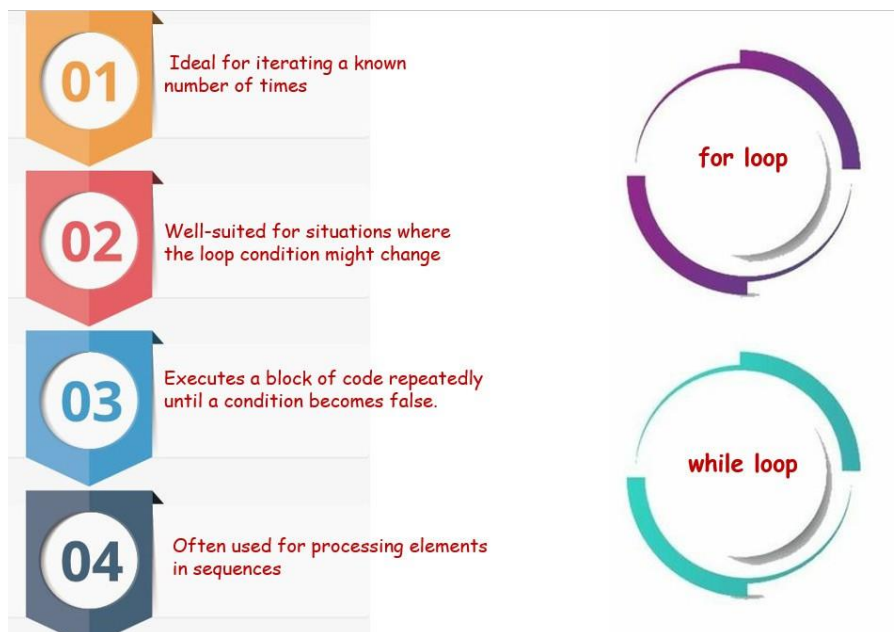 01
Ideal for iterating a known
number of times
02
Well-suited for situations where
the loop condition might change
03
Executes a block of code repeatedly
until a condition becomes false.
04
Often used for processing elements
in sequences
for loop
while loop